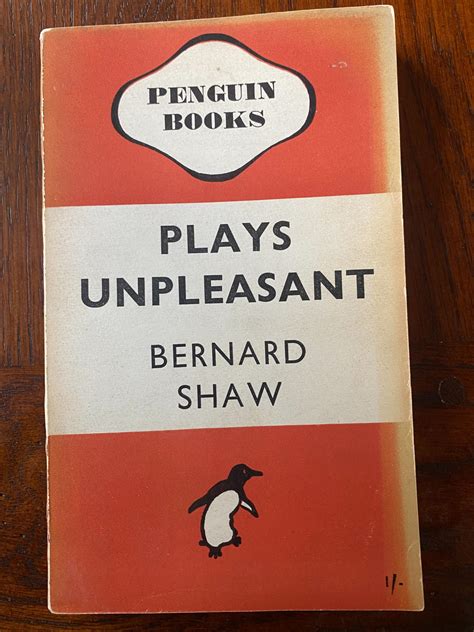 PENGUIN
BOOKS
PLAYS
UNPLEASANT
BERNARD
SHAW
1/-